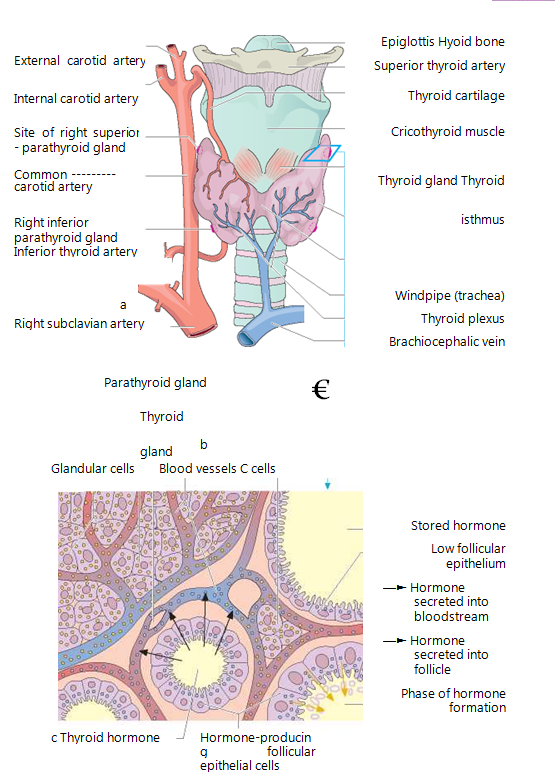 External carotid artery
Internal carotid artery
Site of right superior
- parathyroid gland
Common ---------
carotid artery
Right inferior
parathyroid gland
Inferior thyroid artery
a
Right subclavian artery
Epiglottis Hyoid bone
Superior thyroid artery
Thyroid cartilage
Cricothyroid muscle
Thyroid gland Thyroid
isthmus
Windpipe (trachea)
Thyroid plexus
Brachiocephalic vein
Parathyroid gland
€
Thyroid
gland
b
Glandular cells
Blood vessels C cells
Stored hormone
Low follicular
epithelium
Hormone
secreted into
bloodstream
Hormone
secreted into
follicle
Phase of hormone
formation
c Thyroid hormone
Hormone-producin
g follicular
epithelial cells